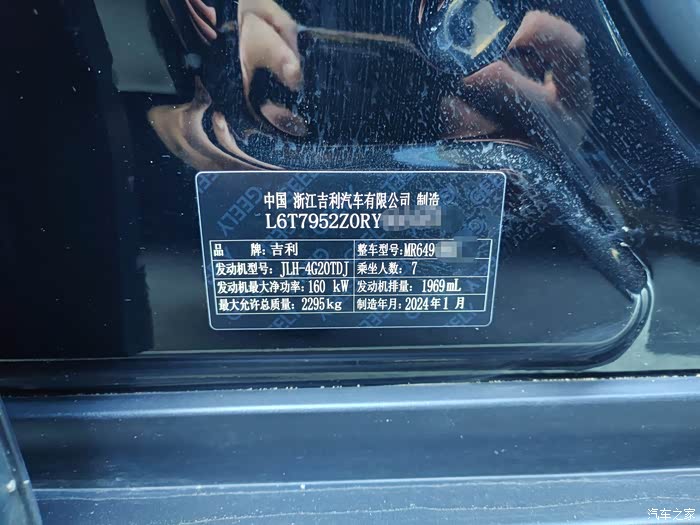 中国 浙江吉利汽车有限公司 制造
L6T7952Z0RY
品 牌: 吉利 整车型号: MR649
发动机型号: JLH-4G20TDJ 乘坐人数: 7
发动机最大净功率: 160 kW 发动机排量: 1969mL
最大允许总质量: 2295kg 制造年月: 2024年1月
GEELY
汽车之家